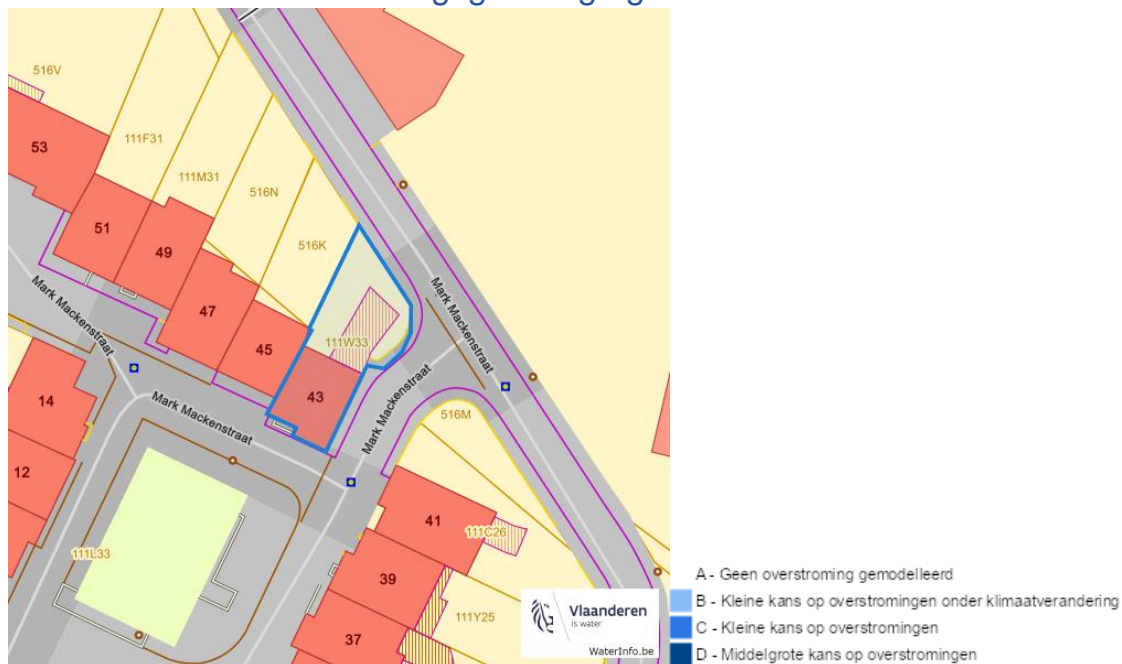 516V
53
111F31
111M31
516N
51
49
516K
Mark Mackenstraat
47
Mark Mackenstraat
45
111W33
43
14
Mark Mackenstraat
Mark Mackenstraat
516M
12
41
111C26
111L33
39
111Y25
37
Vlaanderen
is water
WaterInfo.be
A - Geen overstroming gemodelleerd
B - Kleine kans op overstromingen onder klimaatverandering
C - Kleine kans op overstromingen
D - Middelgrote kans op overstromingen